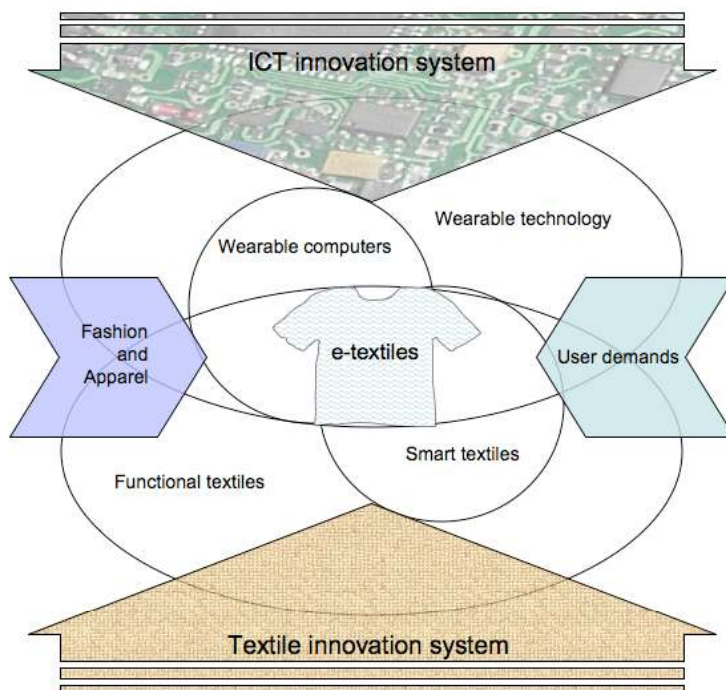 ICT innovation system
Wearable technology
Wearable computers
Fashion
and
Apparel
e-textiles
User demands
Smart textiles
Functional textiles
Textile innovation system